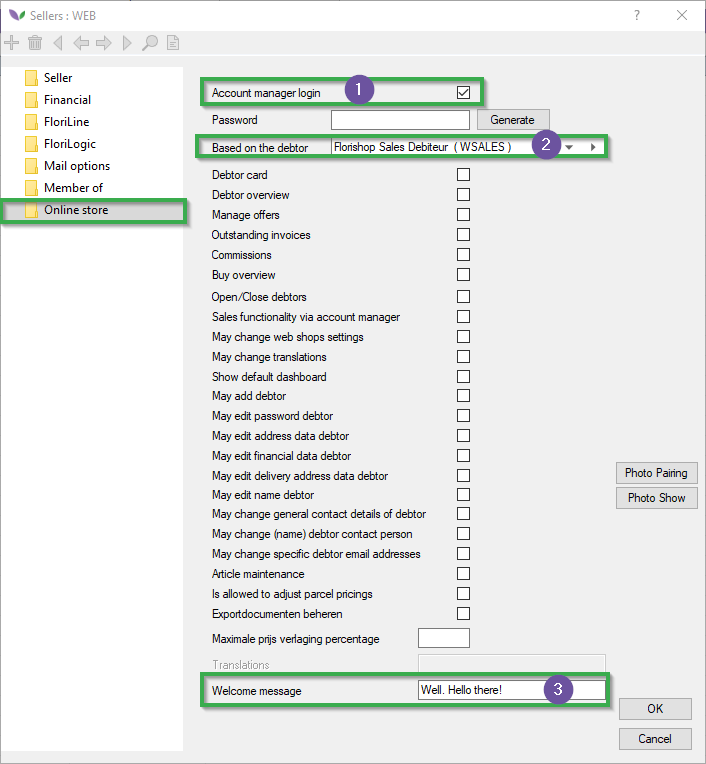 Sellers : WEB
?
Seller
Financial
FloriLine
FloriLogic
Mail options
Member of
Online store
Account manager login 1
Password Generate
Based on the debtor Florishop Sales Debiteur ( WSALES ) 2
Debtor card
Debtor overview
Manage offers
Outstanding invoices
Commissions
Buy overview
Open/Close debtors
Sales functionality via account manager
May change web shops settings
May change translations
Show default dashboard
May add debtor
May edit password debtor
May edit address data debtor
May edit financial data debtor
May edit delivery address data debtor
May edit name debtor
May change general contact details of debtor
May change (name) debtor contact person
May change specific debtor email addresses
Article maintenance
Is allowed to adjust parcel pricings
Exportdocumenten beheren
Maximale prijs verlaging percentage
Translations
Welcome message Well. Hello there! 3
Photo Pairing
Photo Show
OK
Cancel